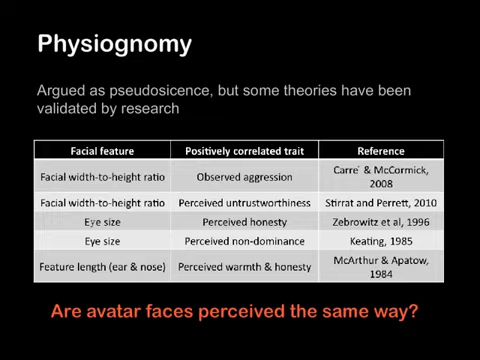 Physiognomy
Argued as pseudosicence, but some theories have been
validated by research
Facial feature Positively correlated trait Reference
Facial width-to-height ratio Observed aggression Carre´ & McCormick,
2008
Facial width-to-height ratio Perceived untrustworthiness Stirrat and Perrett, 2010
Eye size Perceived honesty Zebrowitz et al, 1996
Eye size Perceived non-dominance Keating, 1985
Feature length (ear & nose) Perceived warmth & honesty McArthur & Apatow,
1984
Are avatar faces perceived the same way?